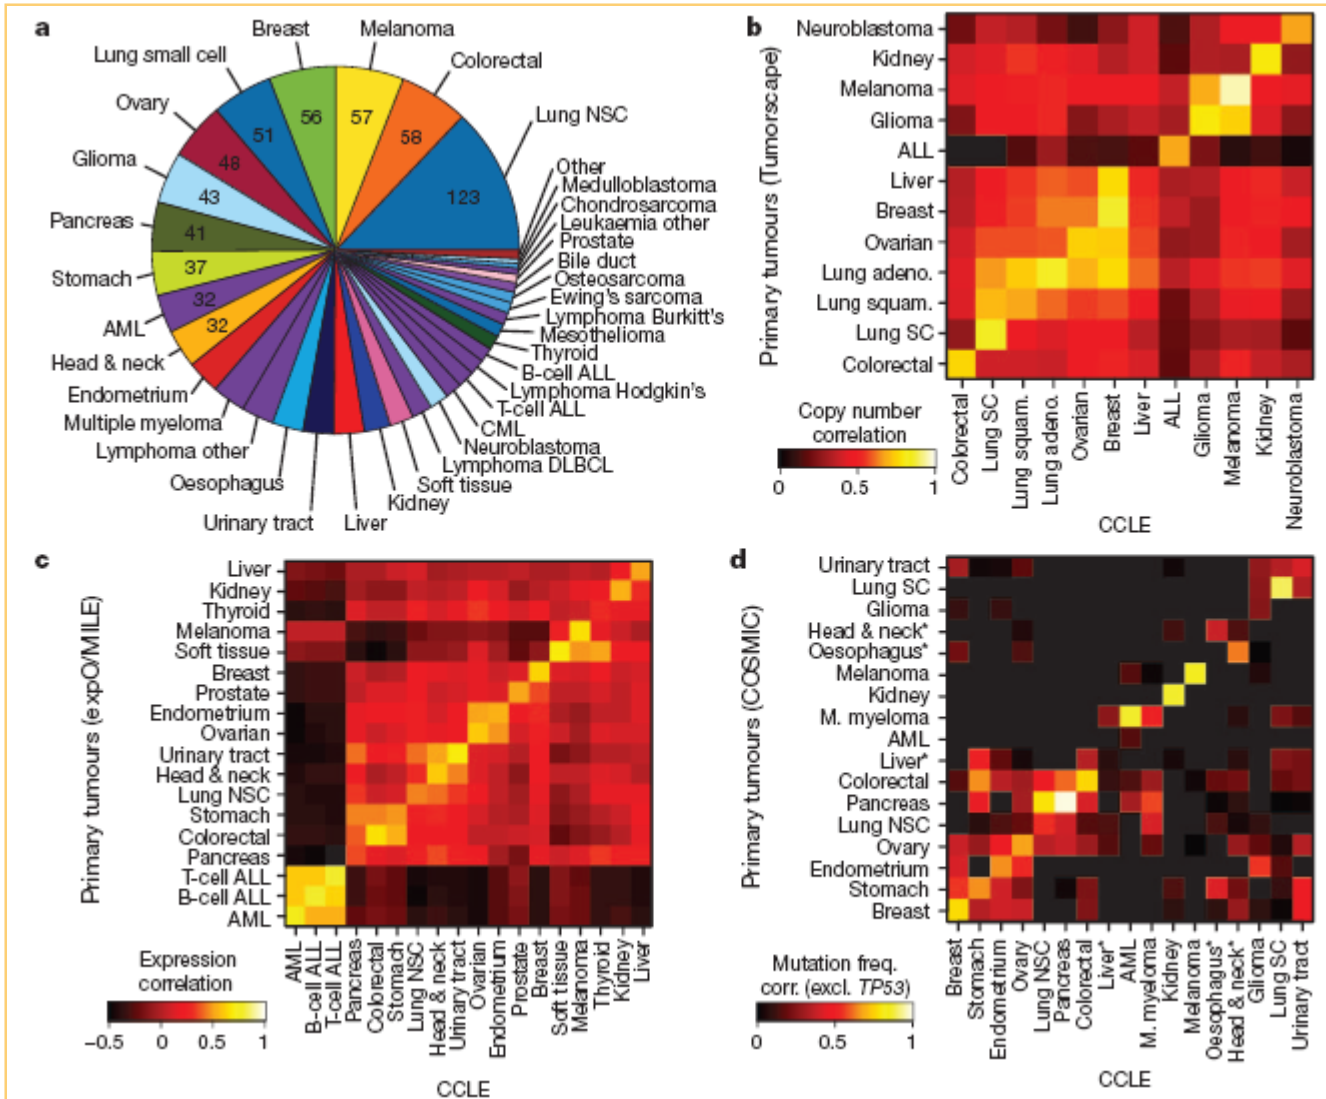 a
Breast
Melanoma
Lung small cell
Colorectal
Ovary
Lung NSC
Glioma
Pancreas
Stomach
AML
Head & neck
Endometrium
Multiple myeloma
Lymphoma other
Oesophagus
Urinary tract
Liver
Kidney
Soft tissue
Lymphoma DLBCL
Neuroblastoma
CML
T-cell ALL
Lymphoma Hodgkin's
B-cell ALL
Thyroid
Mesothelioma
Lymphoma Burkitt's
Ewing's sarcoma
Osteosarcoma
Bile duct
Prostate
Leukaemia other
Chondrosarcoma
Medulloblastoma
Other
56
57
51
58
48
43
123
41
37
32
32
b
Primary tumours (Tumorscape)
Neuroblastoma
Kidney
Melanoma
Glioma
ALL
Liver
Breast
Ovarian
Lung adeno.
Lung squam.
Lung SC
Colorectal
Colorectal
Lung SC
Lung squam.
Lung adeno.
Ovarian
Breast
Liver
ALL
Glioma
Melanoma
Kidney
Neuroblastoma
CCLE
Copy number
correlation
0 0.5 1
c
Primary tumours (expO/MILE)
Liver
Kidney
Thyroid
Melanoma
Soft tissue
Breast
Prostate
Endometrium
Ovarian
Urinary tract
Head & neck
Lung NSC
Stomach
Colorectal
Pancreas
T-cell ALL
B-cell ALL
AML
AML
B-cell ALL
T-cell ALL
Pancreas
Colorectal
Stomach
Lung NSC
Head & neck
Urinary tract
Ovarian
Endometrium
Prostate
Breast
Soft tissue
Melanoma
Thyroid
Kidney
Liver
CCLE
Expression
correlation
−0.5 0 0.5 1
d
Primary tumours (COSMIC)
Urinary tract
Lung SC
Glioma
Head & neck*
Oesophagus*
Melanoma
Kidney
M. myeloma
AML
Liver*
Colorectal
Pancreas
Lung NSC
Ovary
Endometrium
Stomach
Breast
Breast
Stomach
Endometrium
Ovary
Lung NSC
Pancreas
Colorectal
Liver*
AML
M. myeloma
Kidney
Melanoma
Oesophagus*
Head & neck*
Glioma
Lung SC
Urinary tract
CCLE
Mutation freq.
corr. (excl. TP53)
0 0.5 1